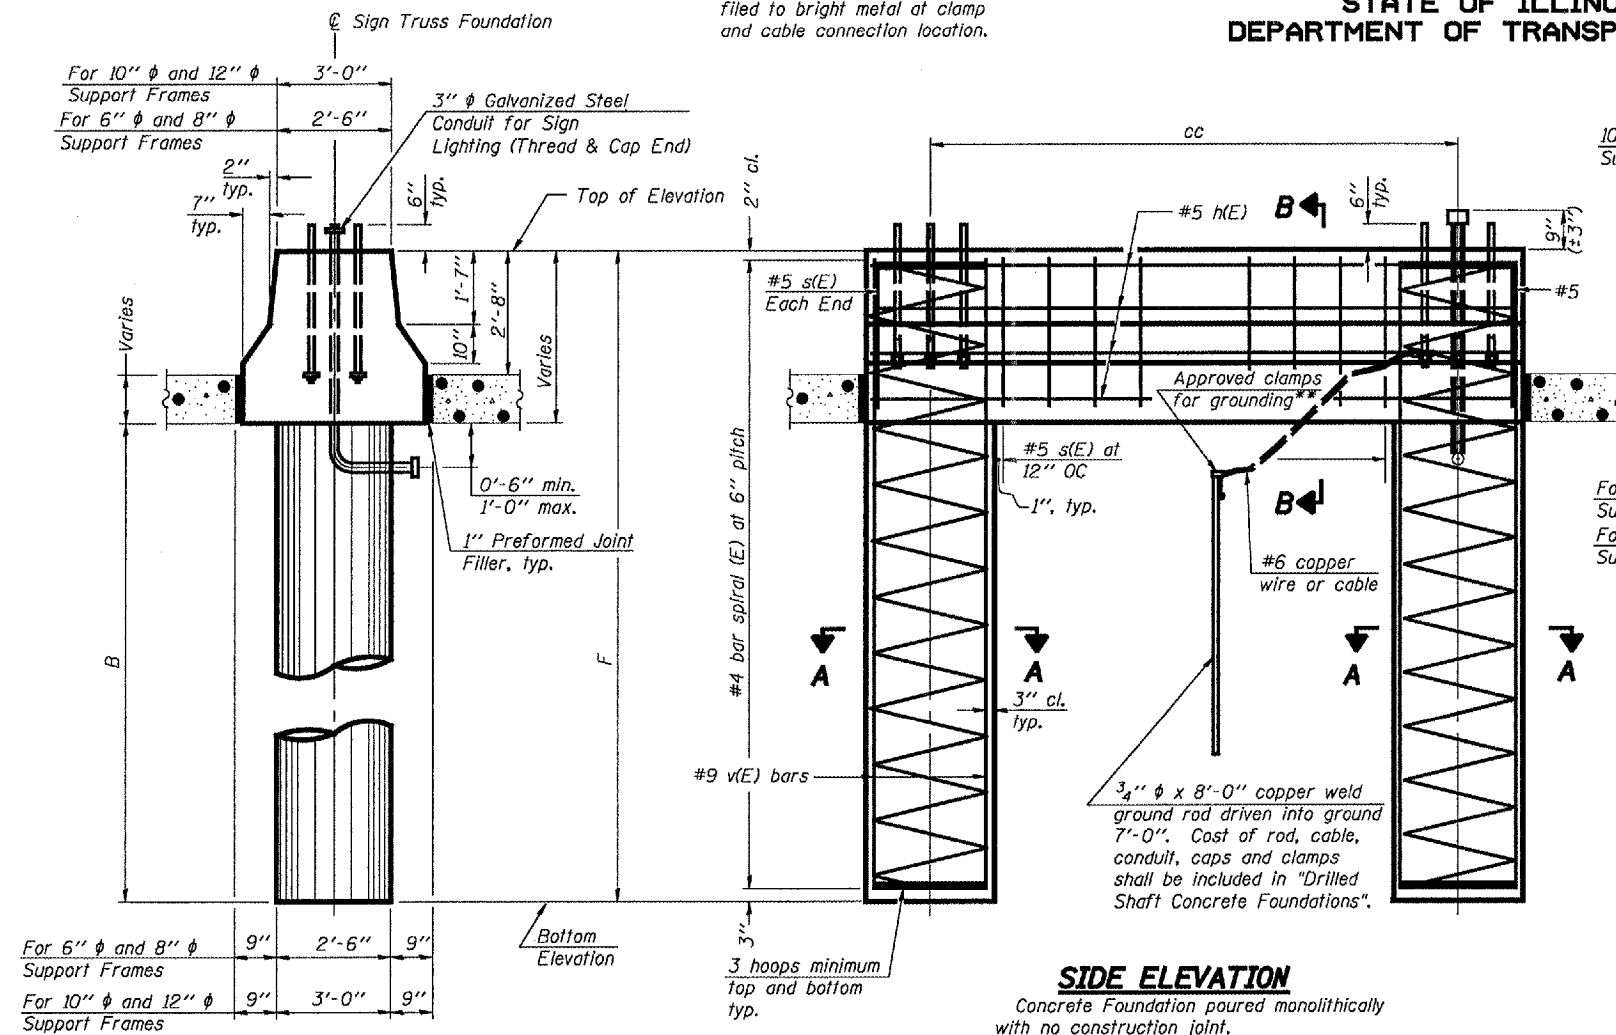 ℄ Sign Truss Foundation
filed to bright metal at clamp
and cable connection location.
STATE OF ILLINO
DEPARTMENT OF TRANSP
For 10" ϕ and 12" ϕ
Support Frames
3'-0"
For 6" ϕ and 8" ϕ
Support Frames
2'-6"
3" ϕ Galvanized Steel
Conduit for Sign
Lighting (Thread & Cap End)
2"
typ.
7"
typ.
6"
typ.
Top of Elevation
2" cl.
cc
#5 h(E)
B
6"
typ.
9"
(±3")
10
Su
1'-7"
2'-8"
10"
Varies
Varies
#5 s(E)
Each End
#5
Approved clamps
for grounding**
#5 s(E) at
12" OC
1", typ.
B
#6 copper
wire or cable
0'-6" min.
1'-0" max.
1" Preformed Joint
Filler, typ.
Fo
Su
Fo
Su
B
F
#4 bar spiral (E) at 6" pitch
A
A
A
A
3" cl.
typ.
#9 v(E) bars
3/4" ϕ x 8'-0" copper weld
ground rod driven into ground
7'-0". Cost of rod, cable,
conduit, caps and clamps
shall be included in "Drilled
Shaft Concrete Foundations".
Bottom
Elevation
3"
3 hoops minimum
top and bottom
typ.
For 6" ϕ and 8" ϕ
Support Frames
9"
2'-6"
9"
For 10" ϕ and 12" ϕ
Support Frames
9"
3'-0"
9"
SIDE ELEVATION
Concrete Foundation poured monolithically
with no construction joint.